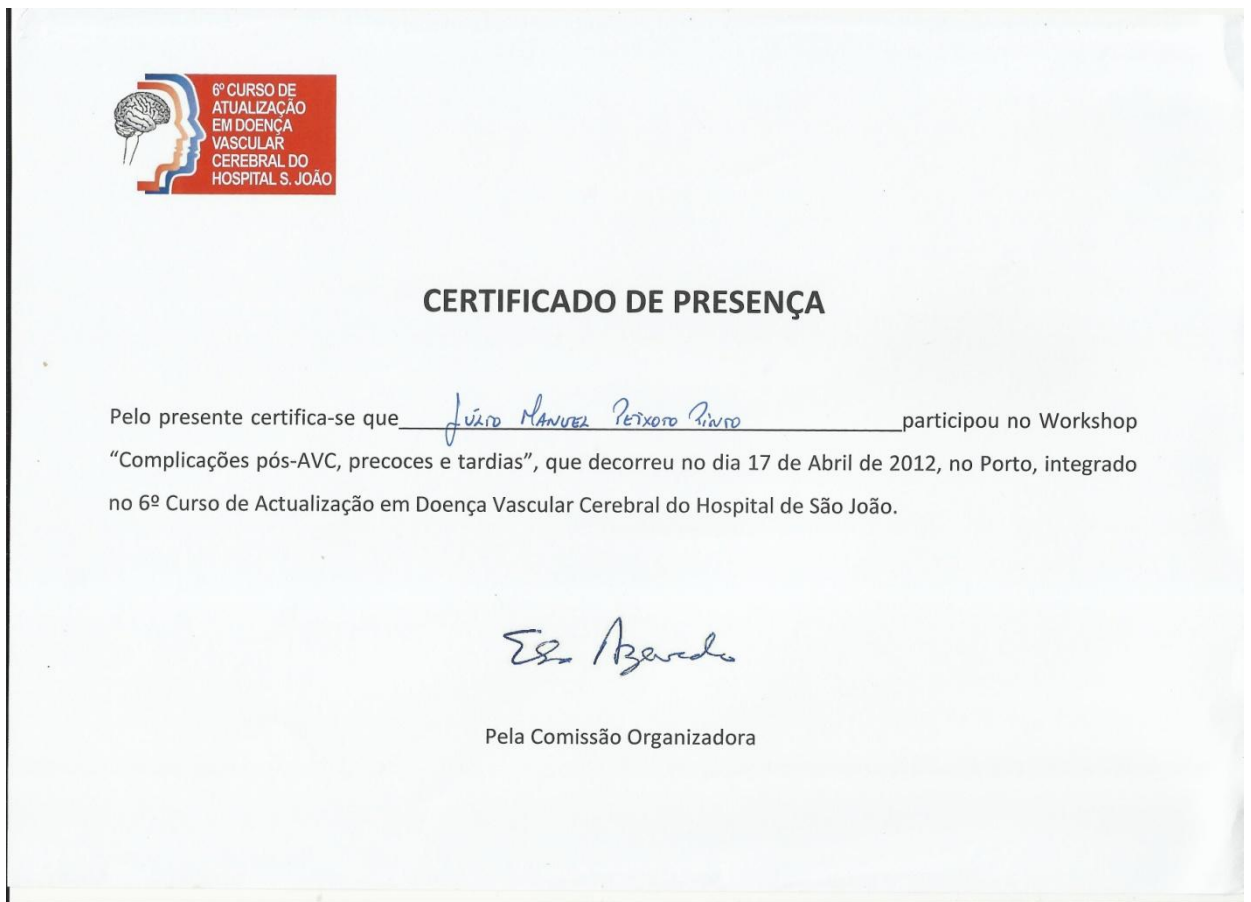 6º CURSO DE
ATUALIZAÇÃO
EM DOENÇA
VASCULAR
CEREBRAL DO
HOSPITAL S. JOÃO
CERTIFICADO DE PRESENÇA
Pelo presente certifica-se que JÚLIO MANUEL PEIXOTO PINTO participou no Workshop
“Complicações pós-AVC, precoces e tardias”, que decorreu no dia 17 de Abril de 2012, no Porto, integrado
no 6º Curso de Actualização em Doença Vascular Cerebral do Hospital de São João.
Elsa Azevedo
Pela Comissão Organizadora